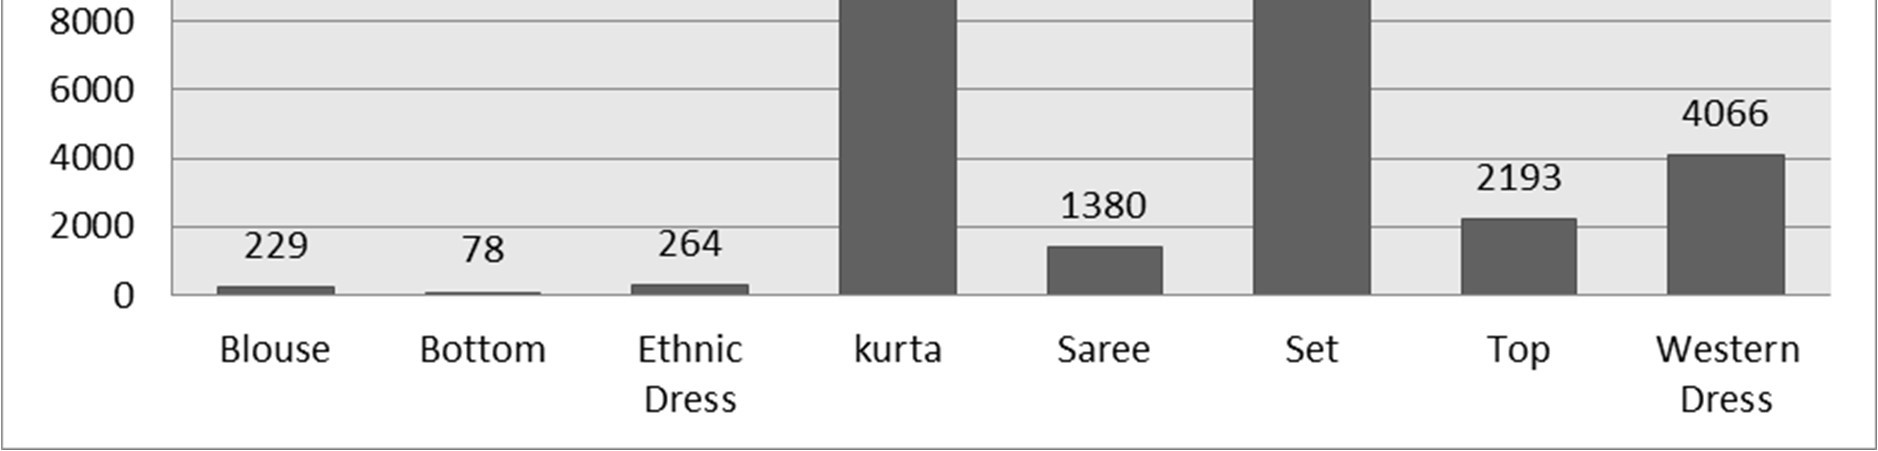 8000
6000
4000
2000
0
229
78
264
1380
2193
4066
Blouse
Bottom
Ethnic
Dress
kurta
Saree
Set
Top
Western
Dress